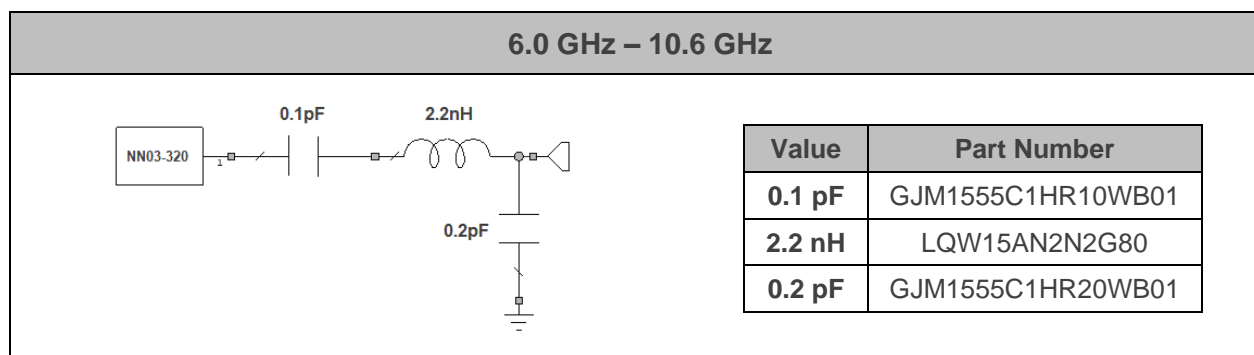 6.0 GHz – 10.6 GHz
0.1pF 2.2nH
NN03-320
1
0.2pF
Value Part Number
0.1 pF GJM1555C1HR10WB01
2.2 nH LQW15AN2N2G80
0.2 pF GJM1555C1HR20WB01